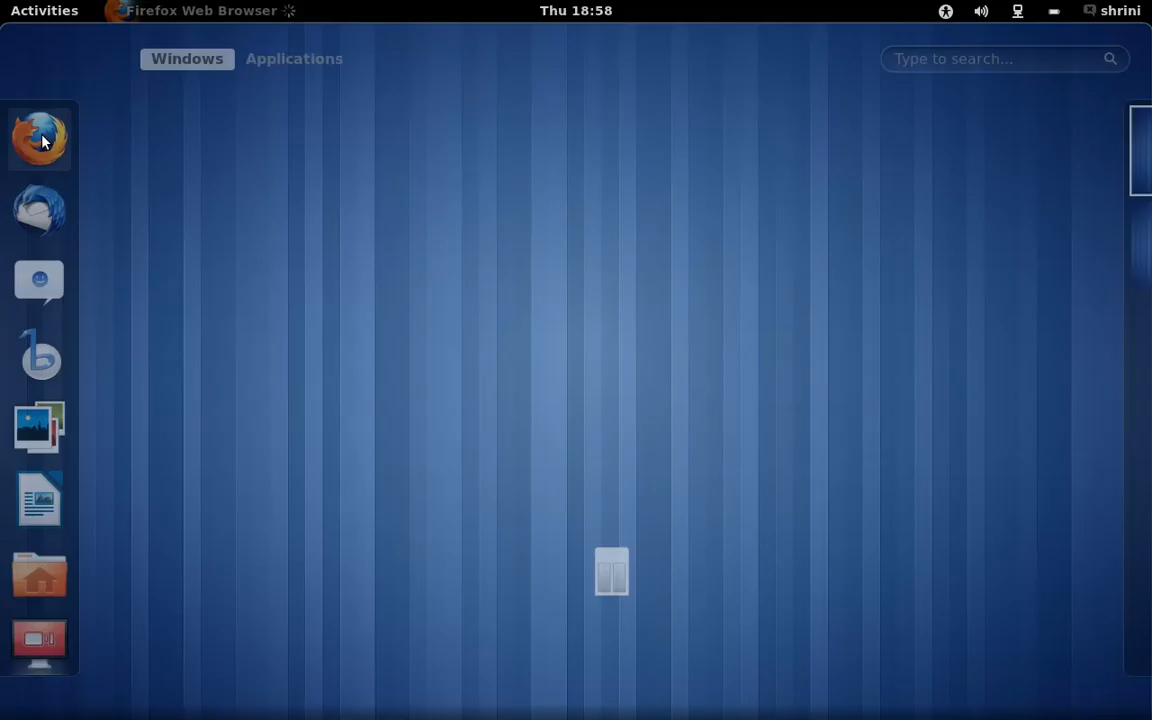 Activities Firefox Web Browser Thu 18:58 shrini
Windows Applications Type to search...